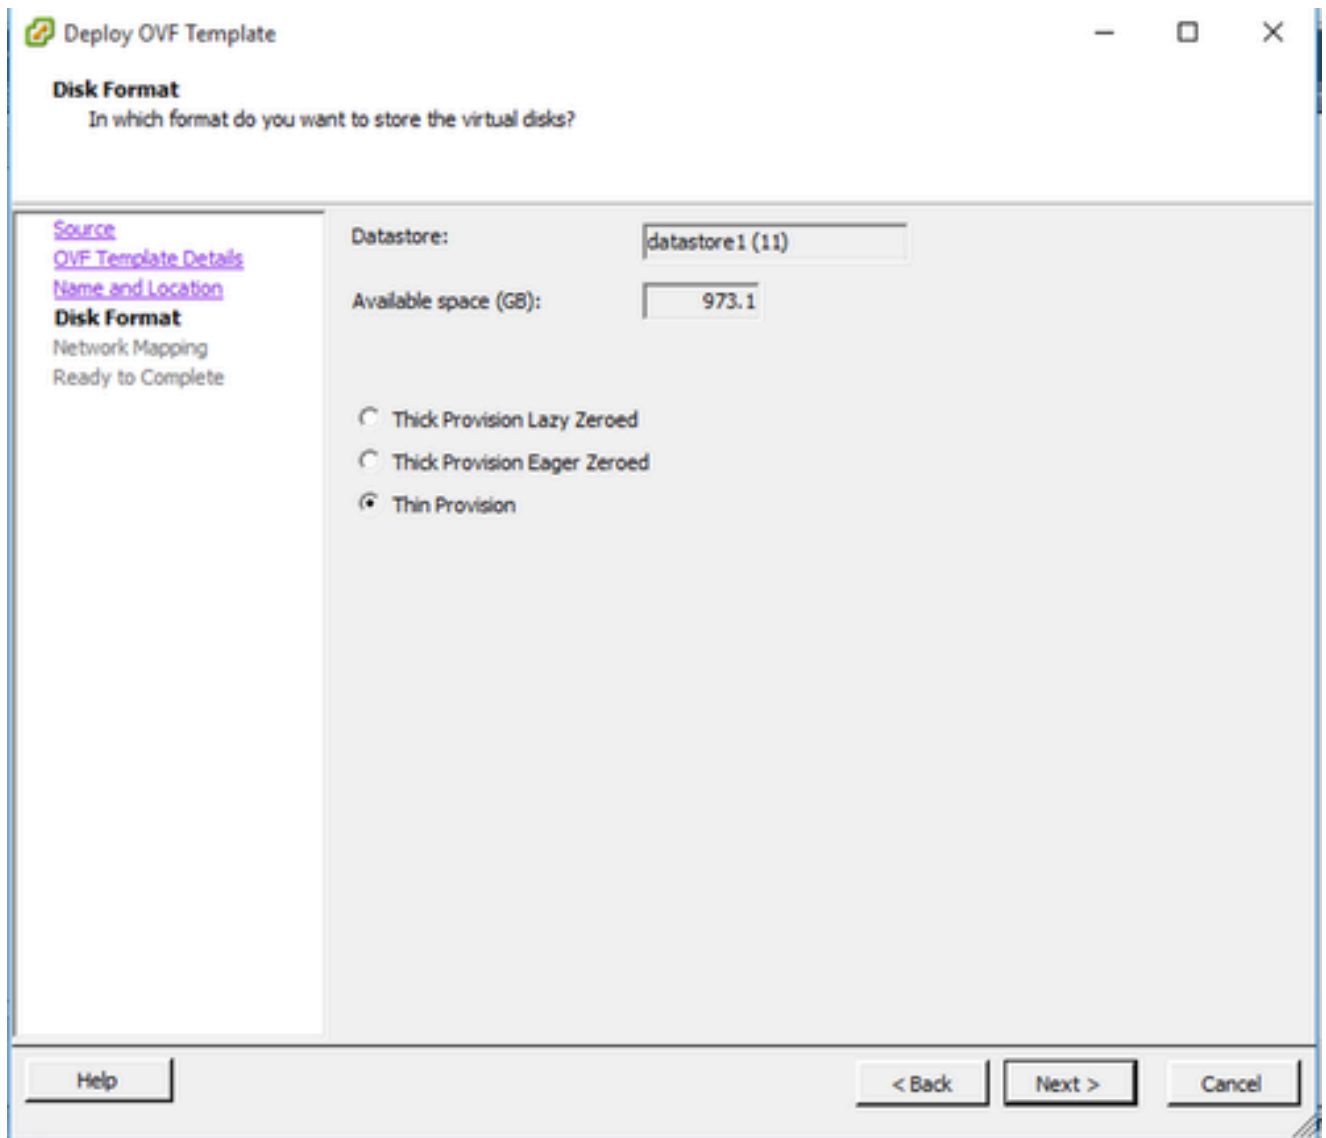 Deploy OVF Template
Disk Format
In which format do you want to store the virtual disks?
Source
OVF Template Details
Name and Location
Disk Format
Network Mapping
Ready to Complete
Datastore:
datastore1 (11)
Available space (GB):
973.1
Thick Provision Lazy Zeroed
Thick Provision Eager Zeroed
Thin Provision
Help
< Back
Next >
Cancel